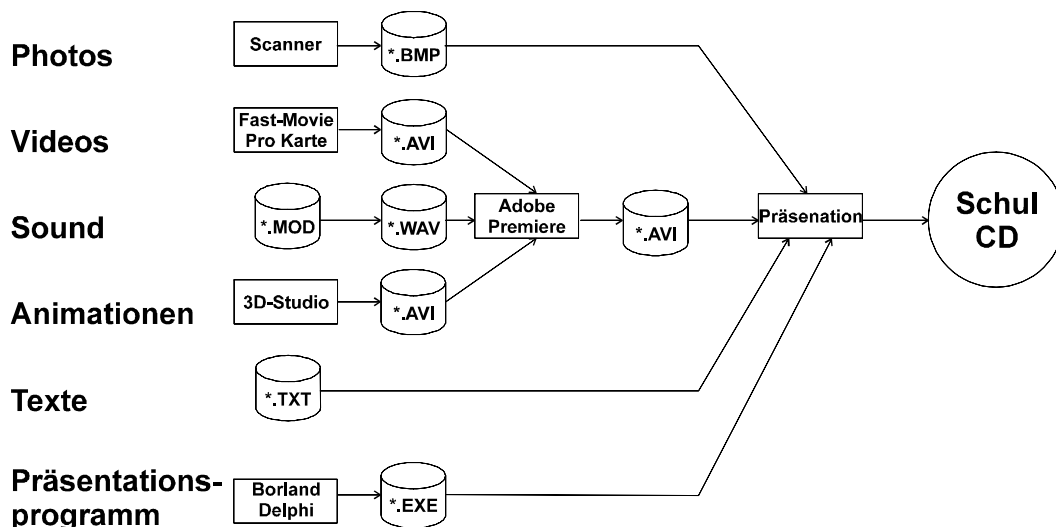 Photos
Scanner
*.BMP
Videos
Fast-Movie
Pro Karte
*.AVI
Sound
*.MOD
*.WAV
Adobe
Premiere
*.AVI
Präsenation
Schul
CD
Animationen
3D-Studio
*.AVI
Texte
*.TXT
Präsentations-
programm
Borland
Delphi
*.EXE